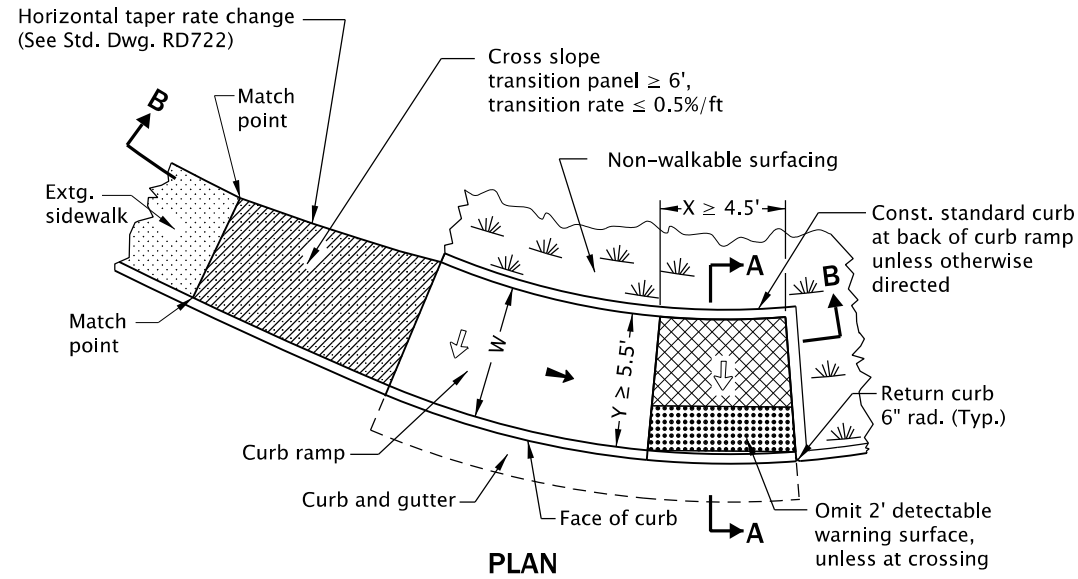 Horizontal taper rate change
(See Std. Dwg. RD722)
Cross slope
transition panel ≥ 6',
transition rate ≤ 0.5%/ft
B
Match
point
Non-walkable surfacing
Extg.
sidewalk
X ≥ 4.5'
Const. standard curb
at back of curb ramp
unless otherwise
directed
A
B
Match
point
W
Y ≥ 5.5'
Return curb
6" rad. (Typ.)
Curb ramp
Curb and gutter
Face of curb
A
Omit 2' detectable
warning surface,
unless at crossing
PLAN